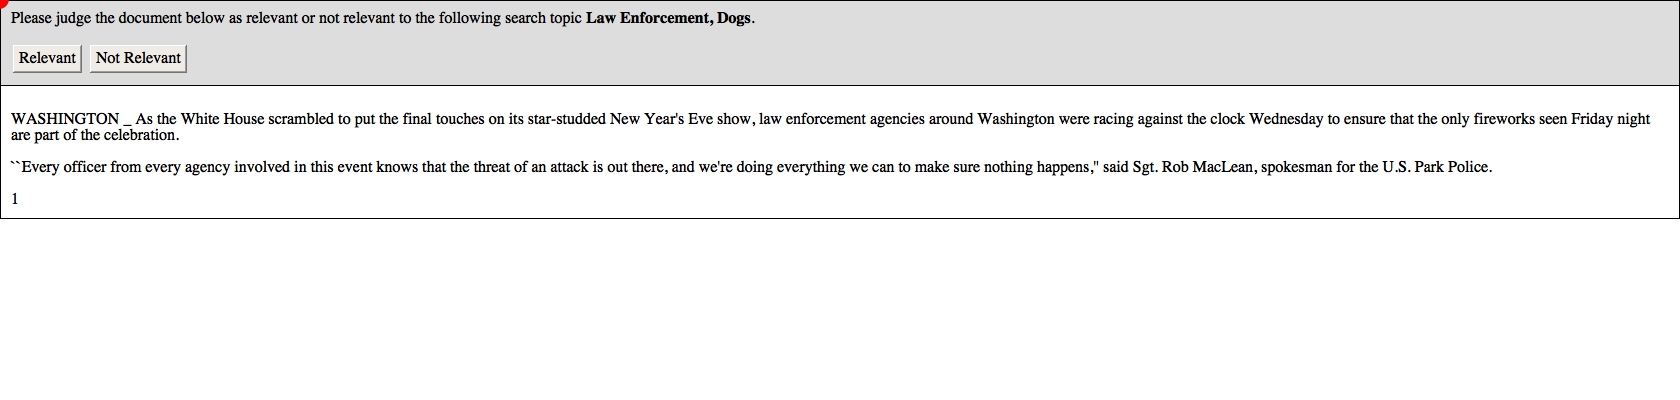 Please judge the document below as relevant or not relevant to the following search topic Law Enforcement, Dogs.
Relevant Not Relevant
WASHINGTON _ As the White House scrambled to put the final touches on its star-studded New Year's Eve show, law enforcement agencies around Washington were racing against the clock Wednesday to ensure that the only fireworks seen Friday night
are part of the celebration.
``Every officer from every agency involved in this event knows that the threat of an attack is out there, and we're doing everything we can to make sure nothing happens,'' said Sgt. Rob MacLean, spokesman for the U.S. Park Police.
1